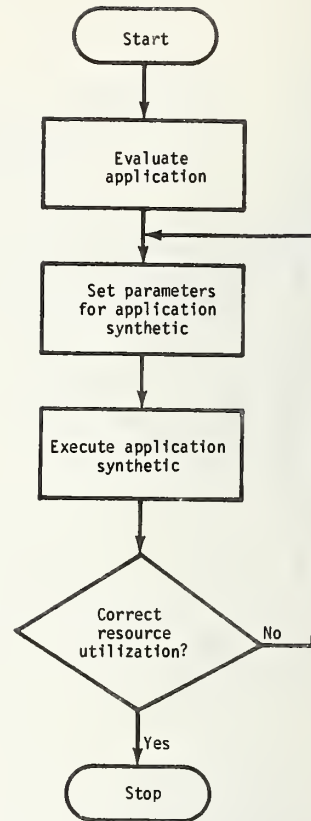 Start
Evaluate
application
Set parameters
for application
synthetic
Execute application
synthetic
Correct
resource
utilization?
No
Yes
Stop